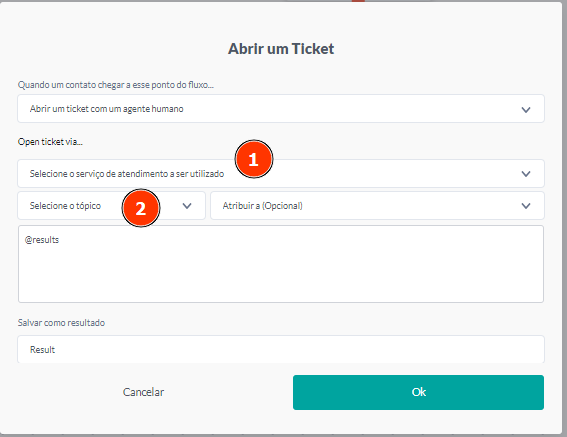 Abrir um Ticket
Quando um contato chegar a esse ponto do fluxo...
Abrir um ticket com um agente humano
Open ticket via...
1
Selecione o serviço de atendimento a ser utilizado
Selecione o tópico
2
Atribuir a (Opcional)
@results
Salvar como resultado
Result
Cancelar
Ok